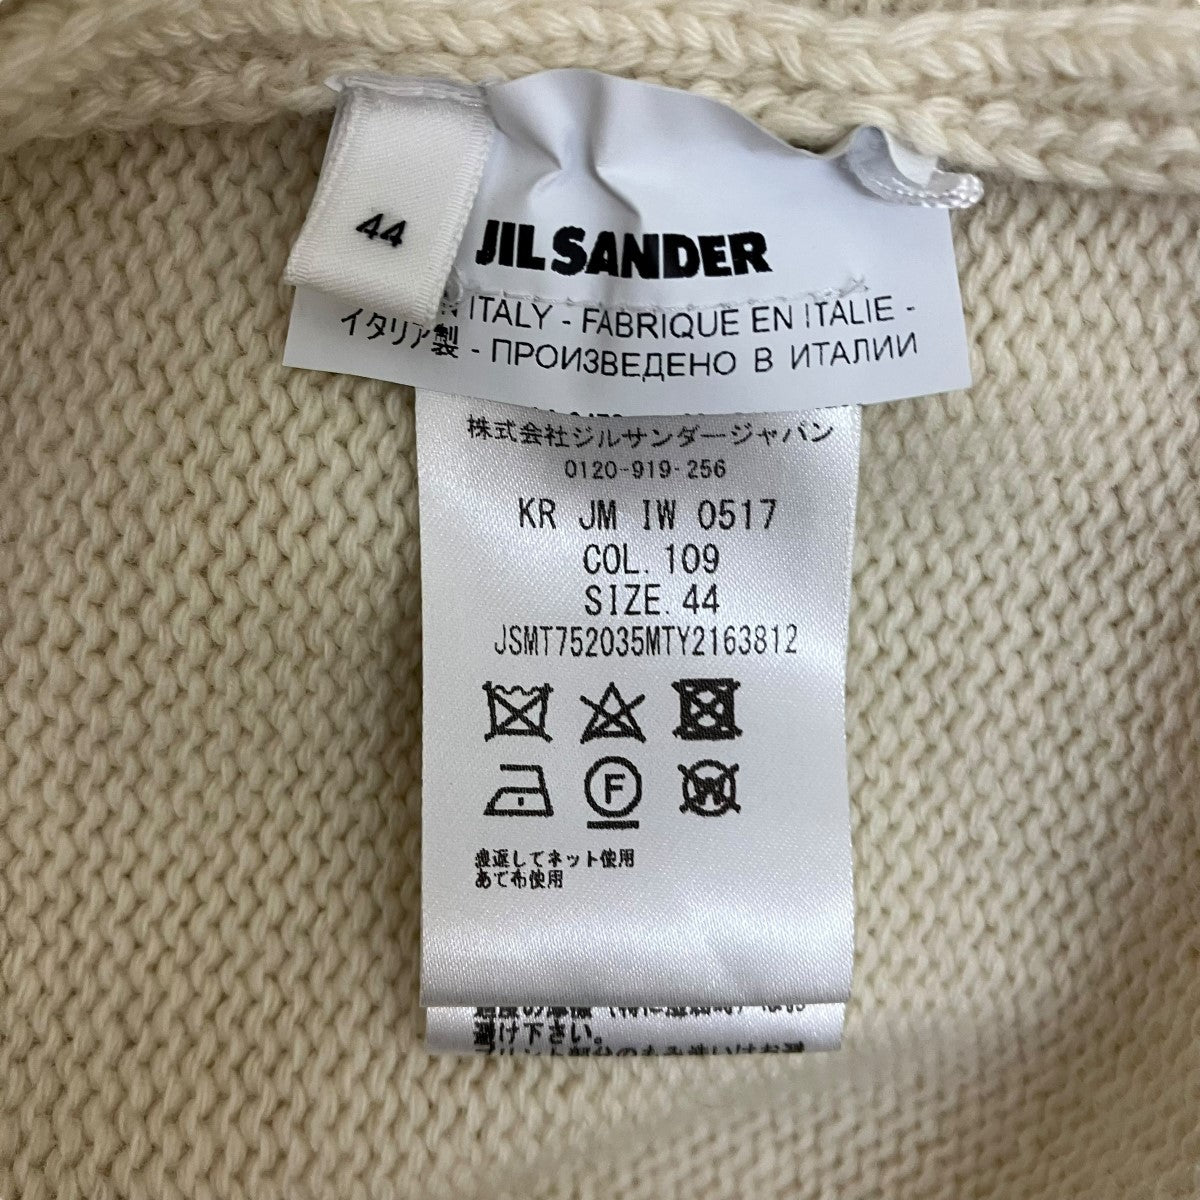 44
JIL SANDER
ITALY - FABRIQUE EN ITALIE -
イタリア製 - ПРОИЗВЕДЕНО В ИТАЛИИ
株式会社ジルサンダージャパン
0120-919-256
KR JM IW 0517
COL. 109
SIZE. 44
JSMT752035MTY2163812
F
W
裏返してネット使用
あて布使用
避け下さい。